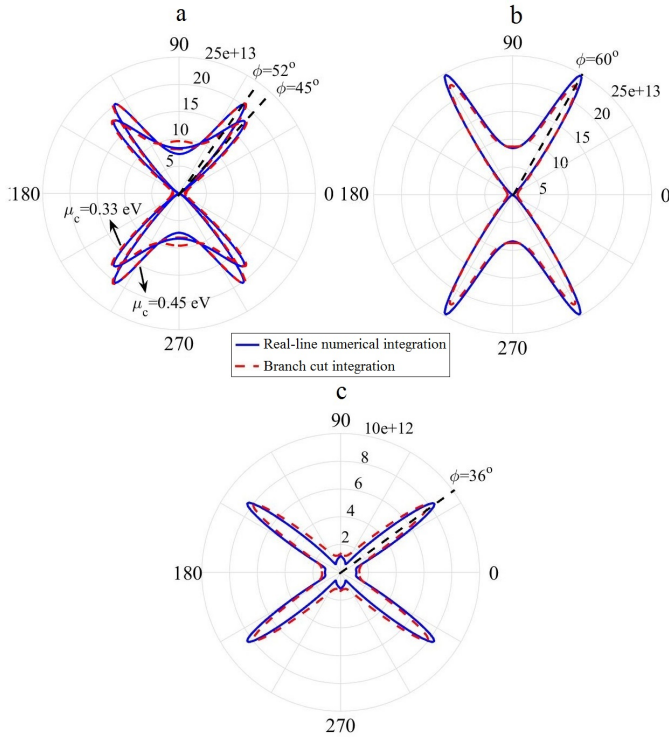 a
90
25e+13
20
15
10
5
ϕ=52°
ϕ=45°
180
0
μc=0.33 eV
μc=0.45 eV
270
b
90
ϕ=60°
25e+13
20
15
10
5
180
0
270
Real-line numerical integration
Branch cut integration
c
90
10e+12
8
6
4
2
ϕ=36°
180
0
270